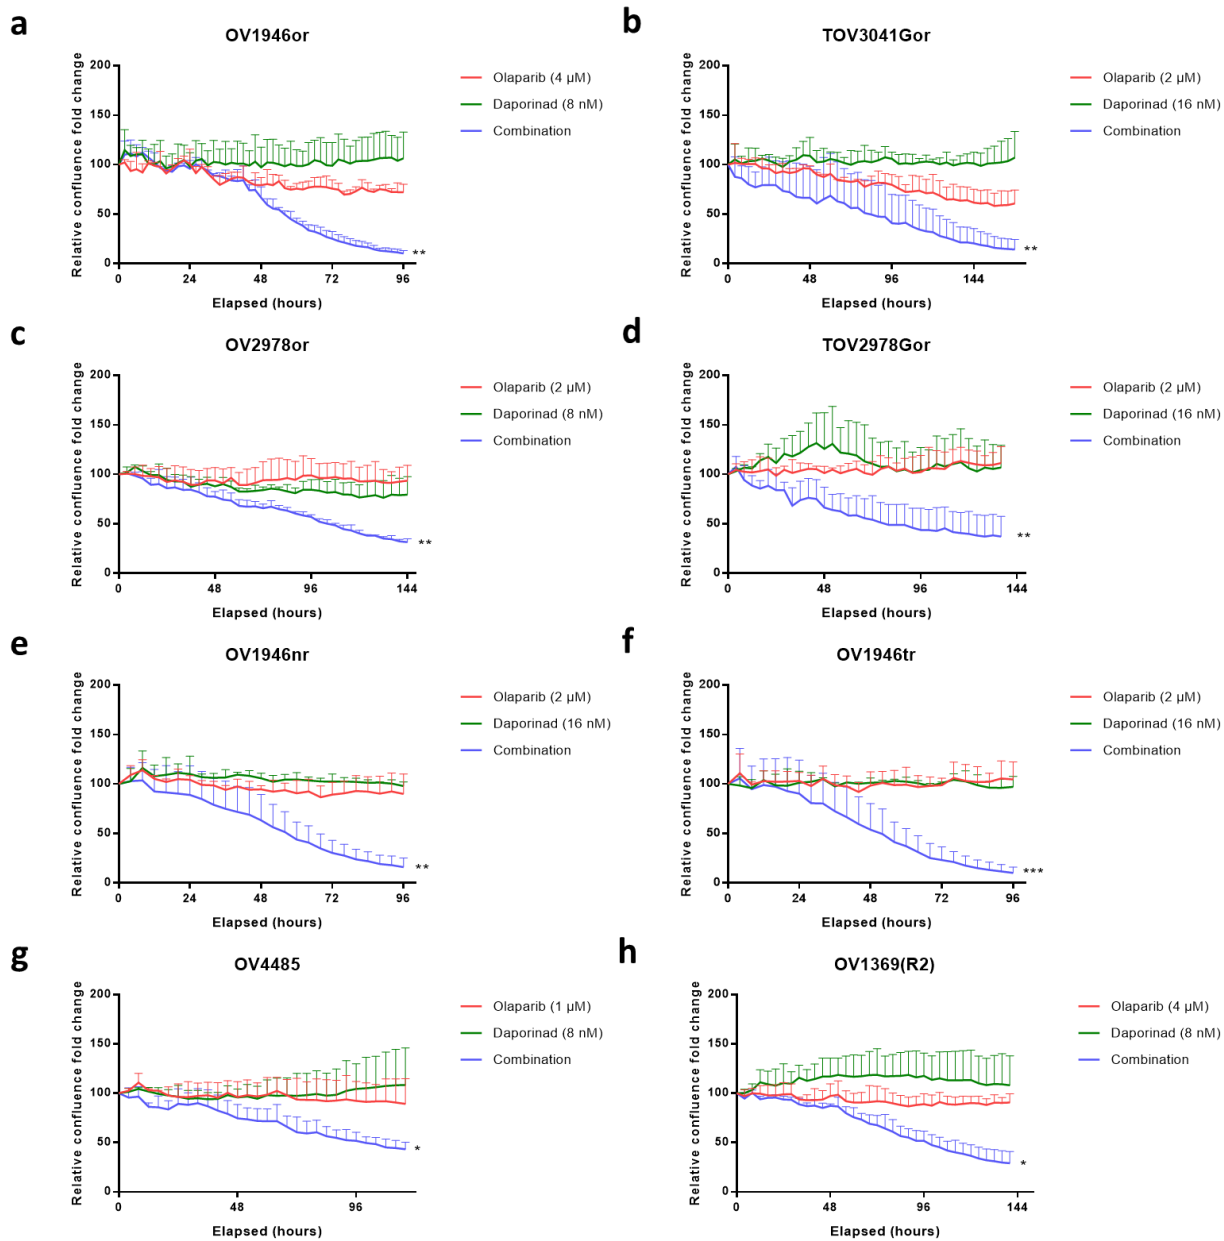 a
OV1946or
Relative confluence fold change
200
150
100
50
0
0 24 48 72 96
Elapsed (hours)
Olaparib (4 µM)
Daporinad (8 nM)
Combination
**
b
TOV3041Gor
Relative confluence fold change
200
150
100
50
0
0 48 96 144
Elapsed (hours)
Olaparib (2 µM)
Daporinad (16 nM)
Combination
**
c
OV2978or
Relative confluence fold change
200
150
100
50
0
0 48 96 144
Elapsed (hours)
Olaparib (2 µM)
Daporinad (8 nM)
Combination
**
d
TOV2978Gor
Relative confluence fold change
200
150
100
50
0
0 48 96 144
Elapsed (hours)
Olaparib (2 µM)
Daporinad (16 nM)
Combination
**
e
OV1946nr
Relative confluence fold change
200
150
100
50
0
0 24 48 72 96
Elapsed (hours)
Olaparib (2 µM)
Daporinad (16 nM)
Combination
**
f
OV1946tr
Relative confluence fold change
200
150
100
50
0
0 24 48 72 96
Elapsed (hours)
Olaparib (2 µM)
Daporinad (16 nM)
Combination
***
g
OV4485
Relative confluence fold change
200
150
100
50
0
0 48 96
Elapsed (hours)
Olaparib (1 µM)
Daporinad (8 nM)
Combination
*
h
OV1369(R2)
Relative confluence fold change
200
150
100
50
0
0 48 96 144
Elapsed (hours)
Olaparib (4 µM)
Daporinad (8 nM)
Combination
*